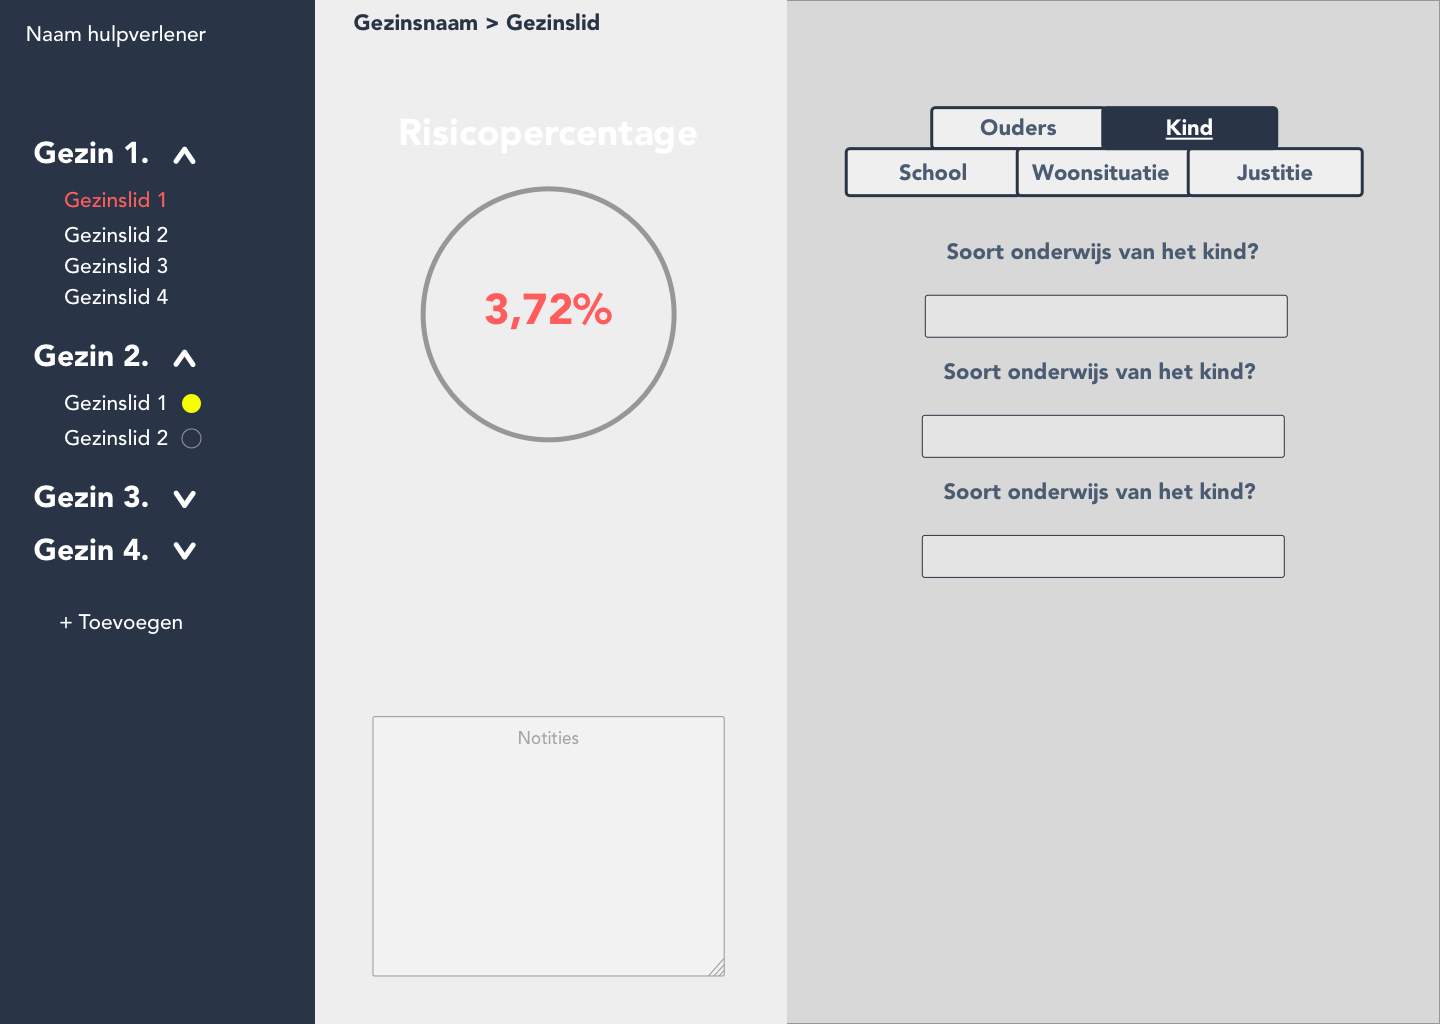 Naam hulpverlener
Gezin 1.
Gezinslid 1
Gezinslid 2
Gezinslid 3
Gezinslid 4
Gezin 2.
Gezinslid 1
Gezinslid 2
Gezin 3.
Gezin 4.
+ Toevoegen
Gezinsnaam > Gezinslid
Risicopercentage
3,72%
Notities
Ouders
Kind
School
Woonsituatie
Justitie
Soort onderwijs van het kind?
Soort onderwijs van het kind?
Soort onderwijs van het kind?